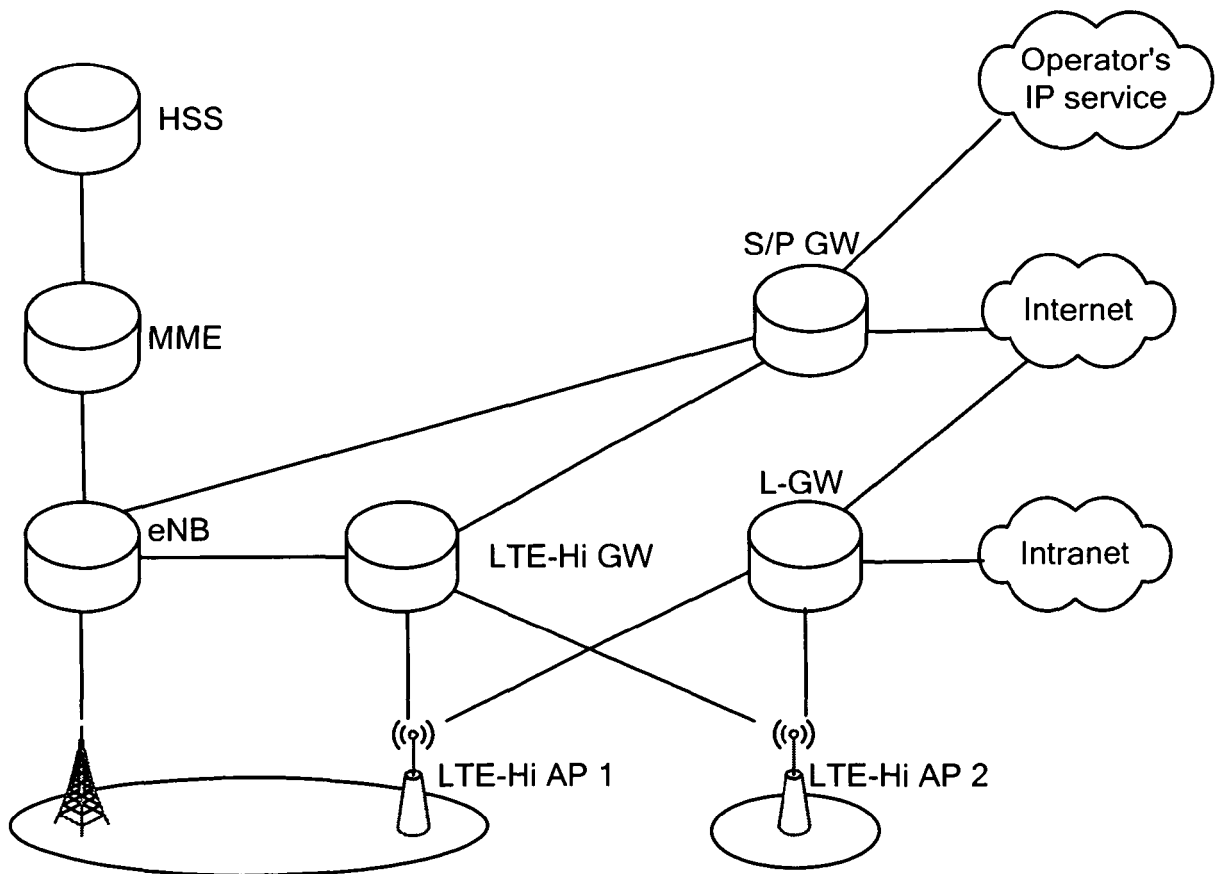 Operator's
IP service
HSS
S/P GW
Internet
MME
L-GW
eNB
LTE-Hi GW
Intranet
LTE-Hi AP 1
LTE-Hi AP 2